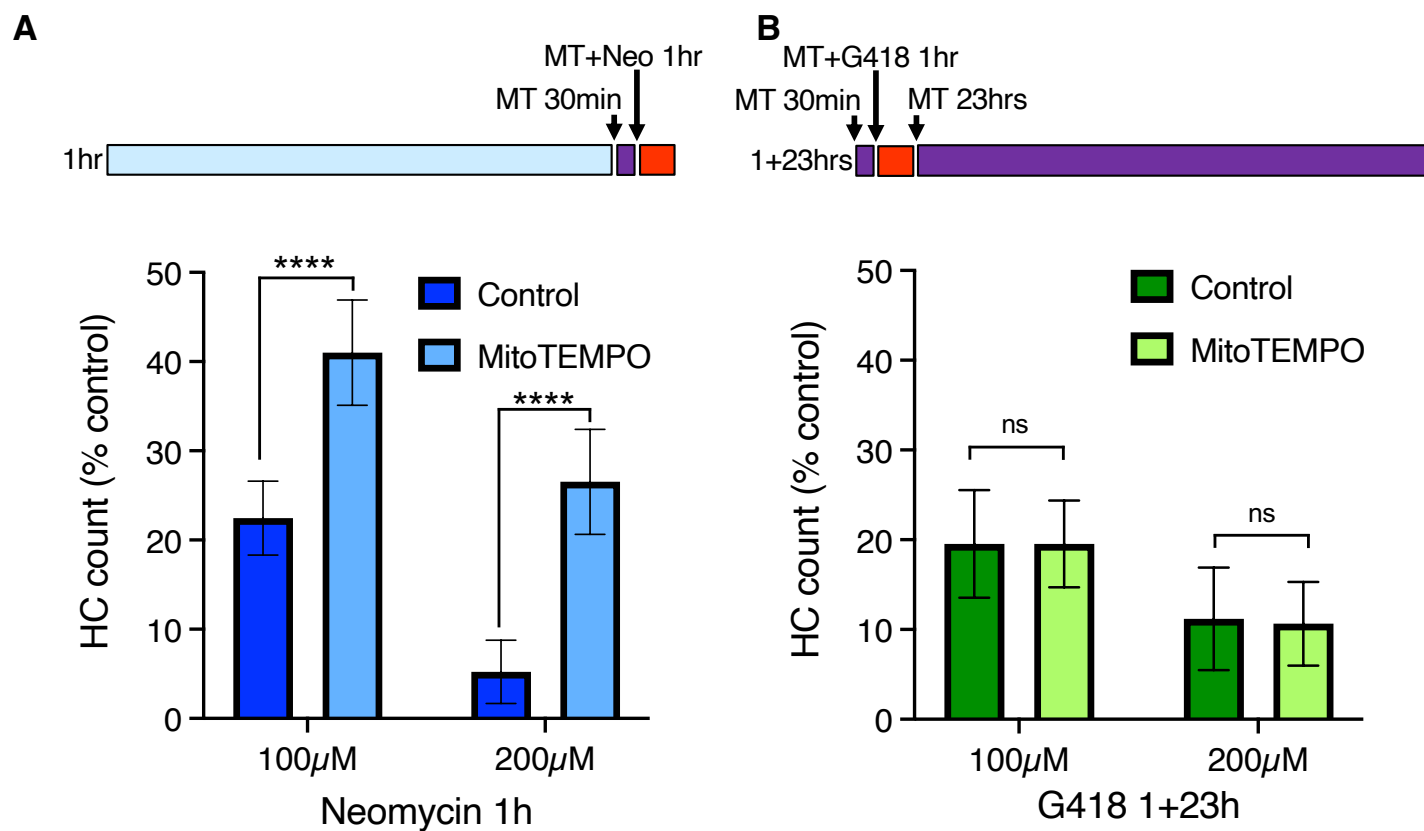 A
MT+Neo 1hr
MT 30min
1hr
50
40
30
20
10
0
HC count (% control)
****
****
Control
MitoTEMPO
100µM
200µM
Neomycin 1h
B
MT+G418 1hr
MT 30min
MT 23hrs
1+23hrs
50
40
30
20
10
0
HC count (% control)
ns
ns
Control
MitoTEMPO
100µM
200µM
G418 1+23h